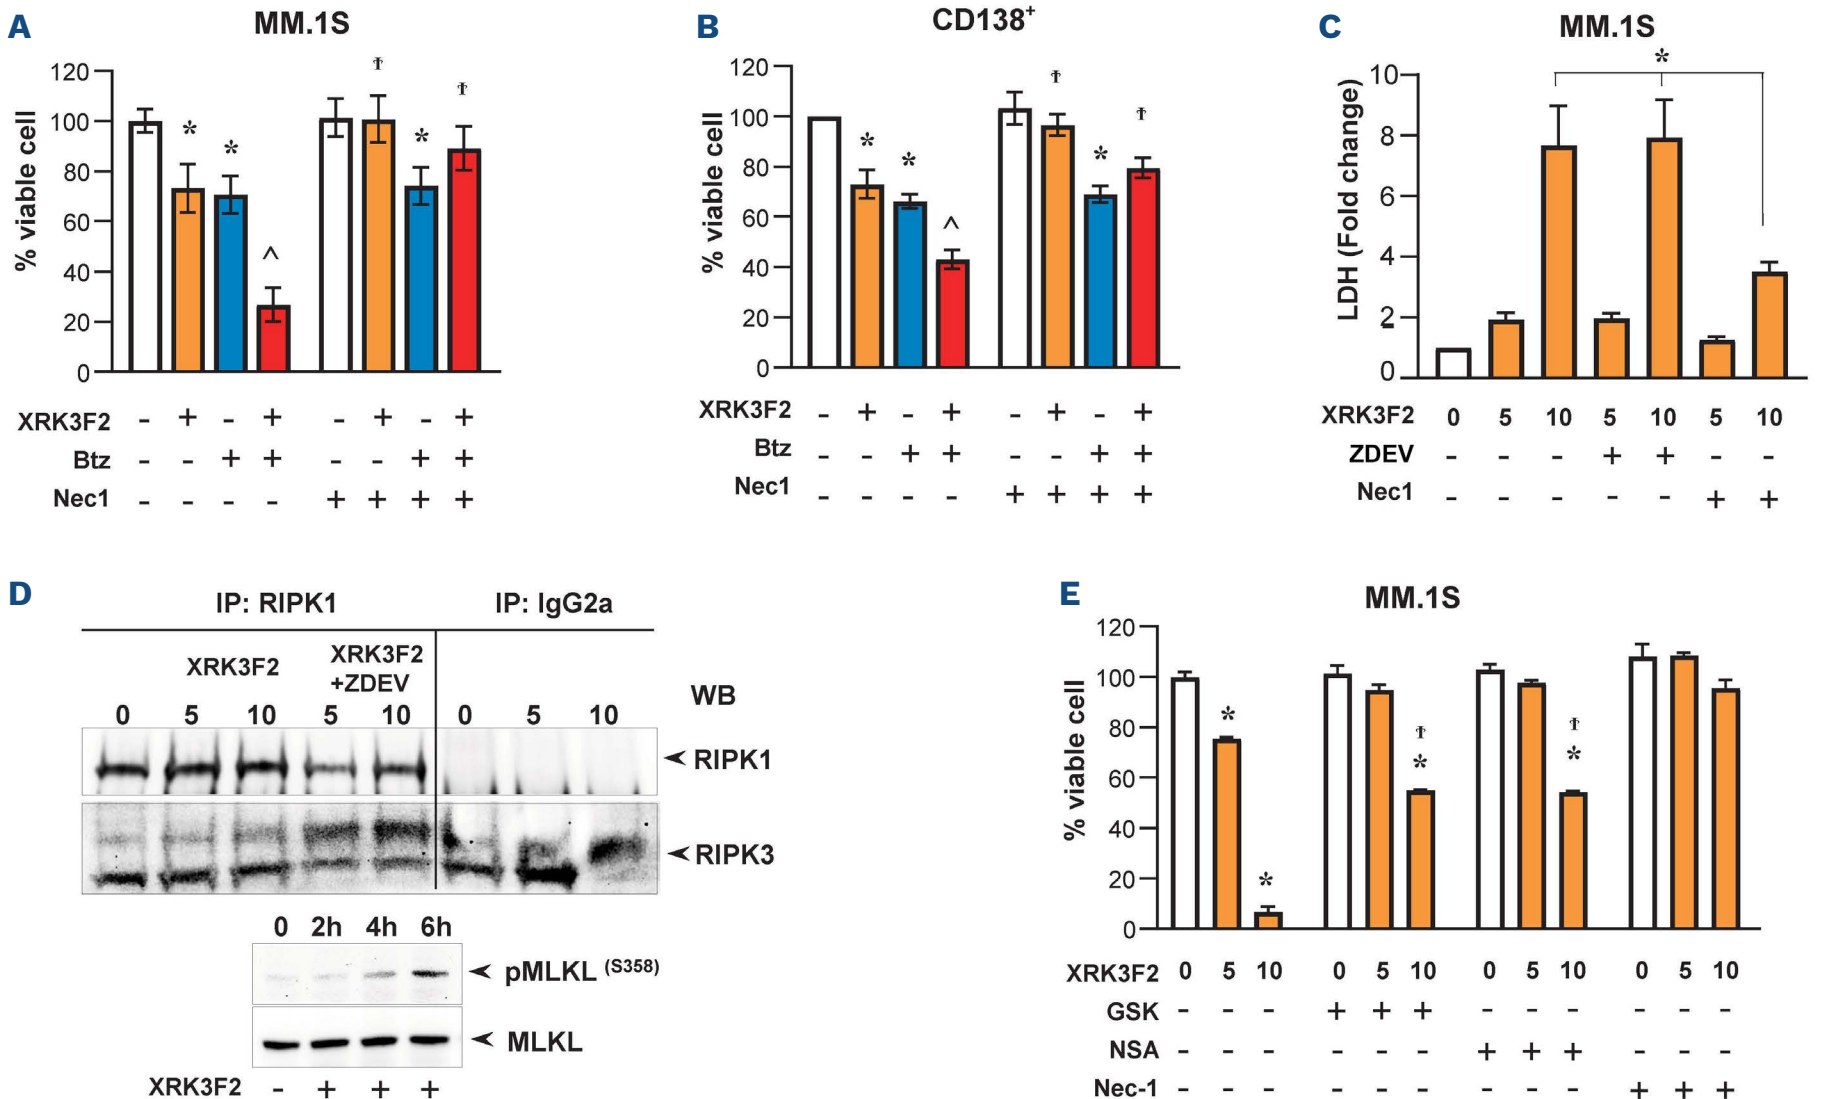 A
MM.1S
% viable cell
120
100
80
60
40
20
0
* * ^ † * †
XRK3F2 - + - + - + - +
Btz - - + + - - + +
Nec1 - - - - + + + +
B
CD138+
% viable cell
120
100
80
60
40
20
0
* * ^ † * †
XRK3F2 - + - + - + - +
Btz - - + + - - + +
Nec1 - - - - + + + +
C
MM.1S
*
LDH (Fold change)
10
8
6
4
2
0
XRK3F2 0 5 10 5 10 5 10
ZDEV - - - + + - -
Nec1 - - - - - + +
D
IP: RIPK1 IP: IgG2a
XRK3F2 XRK3F2
+ZDEV
WB
0 5 10 5 10 0 5 10
RIPK1
RIPK3
0 2h 4h 6h
pMLKL (S358)
MLKL
XRK3F2 - + + +
E
MM.1S
% viable cell
120
100
80
60
40
20
0
* * † * † *
XRK3F2 0 5 10 0 5 10 0 5 10 0 5 10
GSK - - - + + + - - - - - -
NSA - - - - - - + + + - - -
Nec-1 - - - - - - - - - + + +